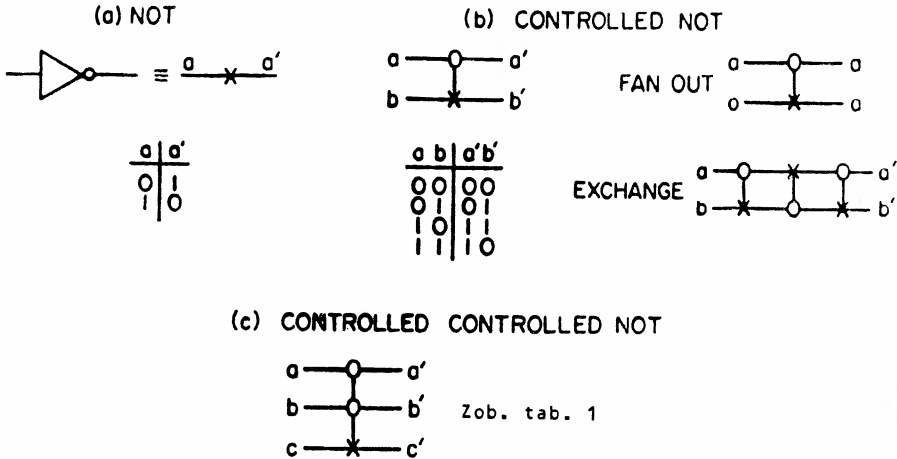 (a) NOT
≡ a a'
a a'
0 1
1 0
(b) CONTROLLED NOT
a a'
b b'
a b a' b'
0 0 0 0
0 1 0 1
1 0 1 1
1 1 1 0
FAN OUT
a a
o a
EXCHANGE
a a'
b b'
(c) CONTROLLED CONTROLLED NOT
a a'
b b'
c c'
Zob. tab. 1